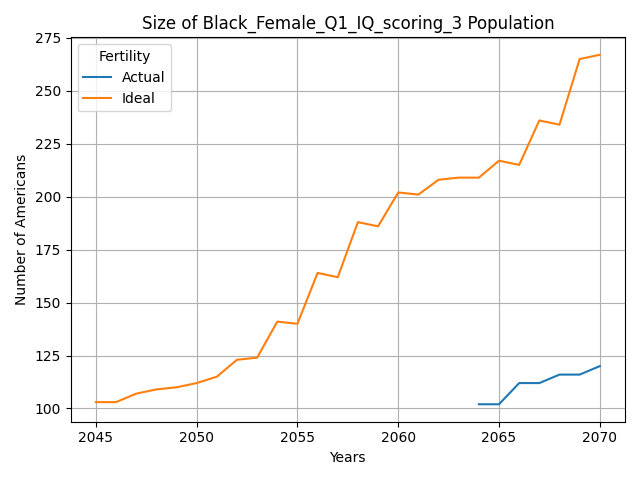 Size of Black_Female_Q1_IQ_scoring_3 Population
Fertility
Actual
Ideal
Number of Americans
275
250
225
200
175
150
125
100
2045
2050
2055
2060
2065
2070
Years